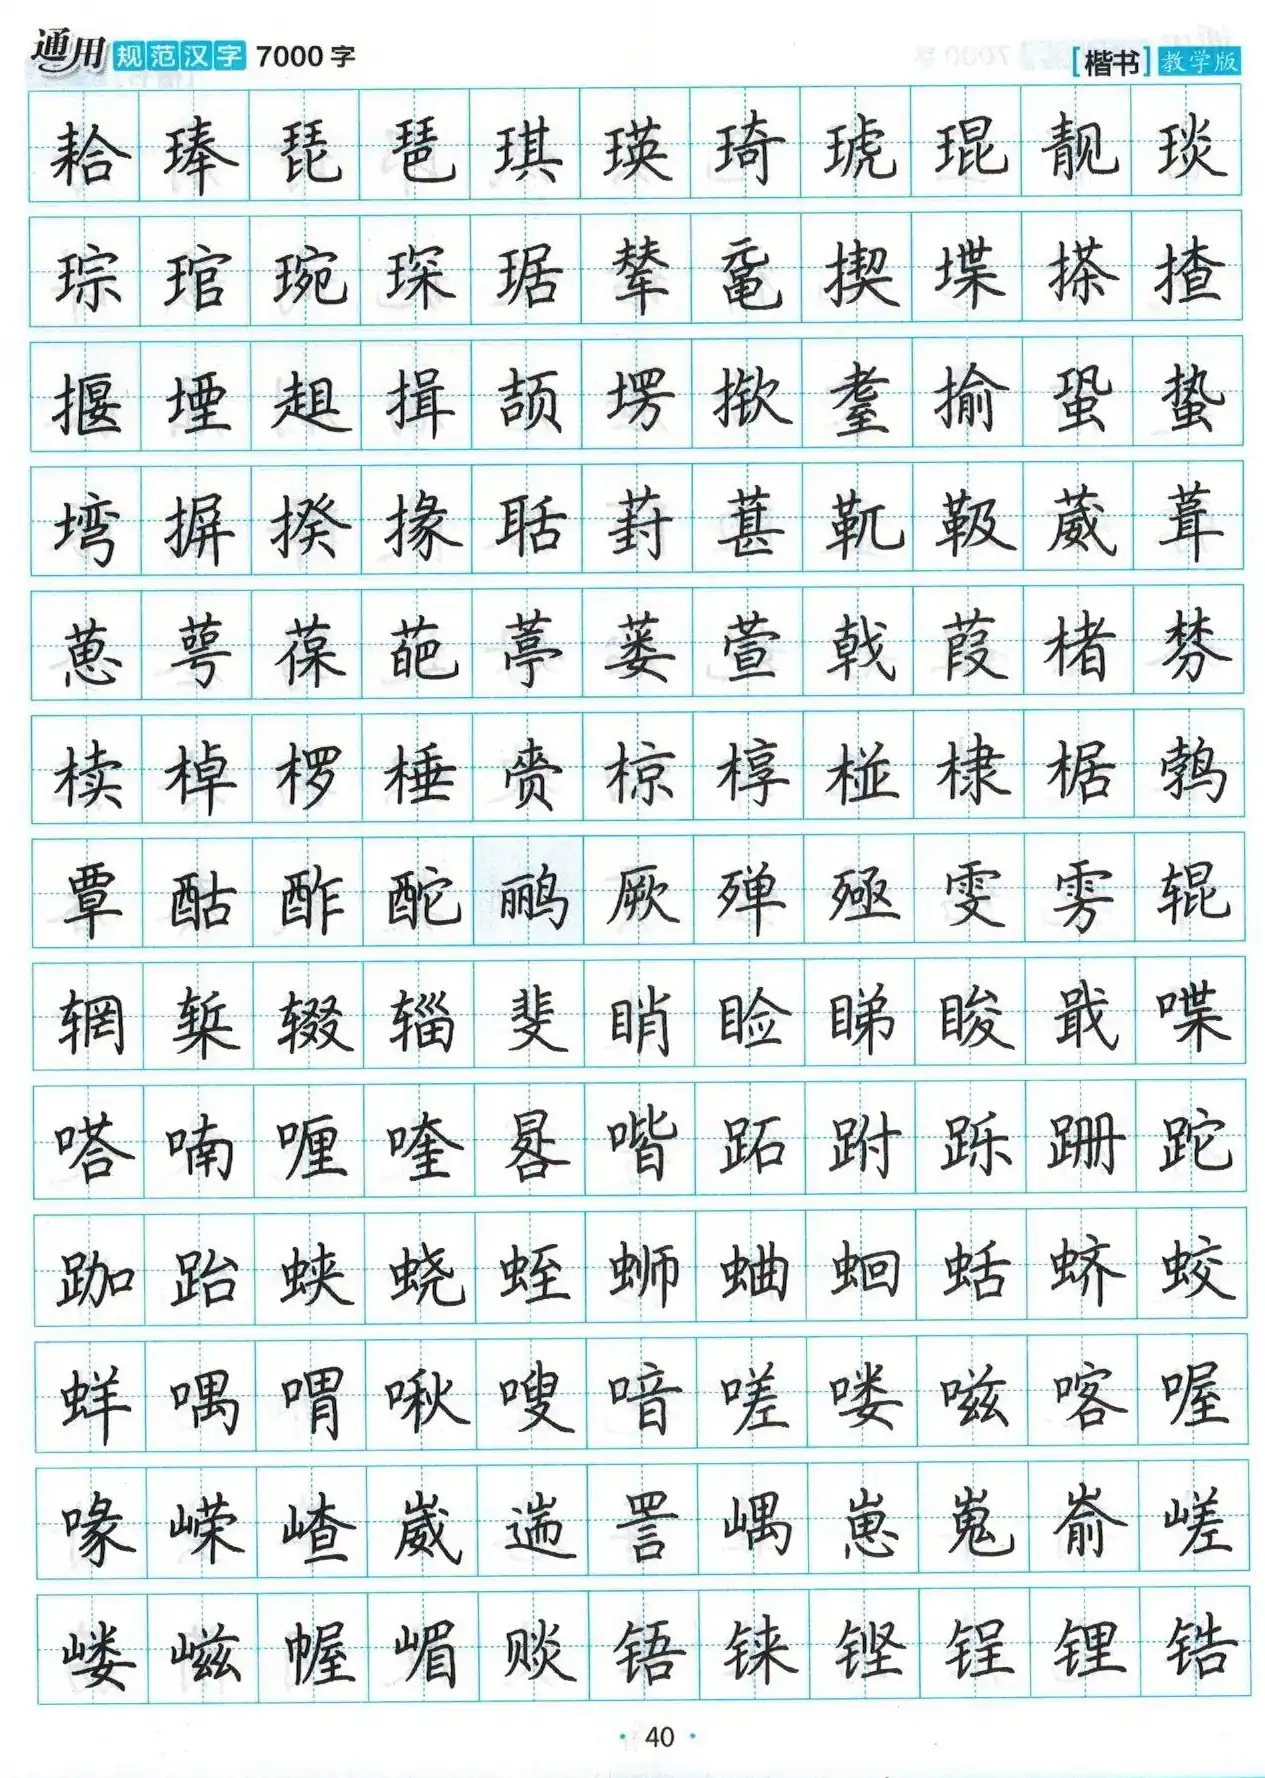 通用规范汉字 7000 字 [楷书] 教学版
耠 琫 琵 琶 琪 瑛 琦 琥 琨 靓 琰
琮 琯 琬 琛 琚 辇 鼋 揳 堞 搽 揸
揠 堙 趄 揖 颉 塄 揿 耋 揄 蛩 蛰
塆 摒 揆 掾 聒 葑 葚 靰 靸 葳 葺
葸 萼 葆 葩 葶 蒌 萱 戟 葭 楮 棼
椟 棹 椤 棰 赍 椋 椁 椪 棣 椐 鹁
覃 酤 酢 酡 鹂 厥 殚 殛 雯 雱 辊
辋 椠 辍 辎 斐 睄 睑 睇 睃 戢 喋
嗒 喃 喱 喹 晷 喈 跖 跗 跞 跚 跎
跏 跆 蛱 蛲 蛭 蛳 蛐 蛔 蛞 蛴 蛟
蛘 喁 喟 啾 嗖 喑 嗟 喽 嗞 喀 喔
喙 嵘 嵖 崴 遄 詈 嵎 崽 嵬 嵛 嵯
嵝 嵫 幄 嵋 赕 铻 铼 铿 锃 锂 锆
· 40 ·